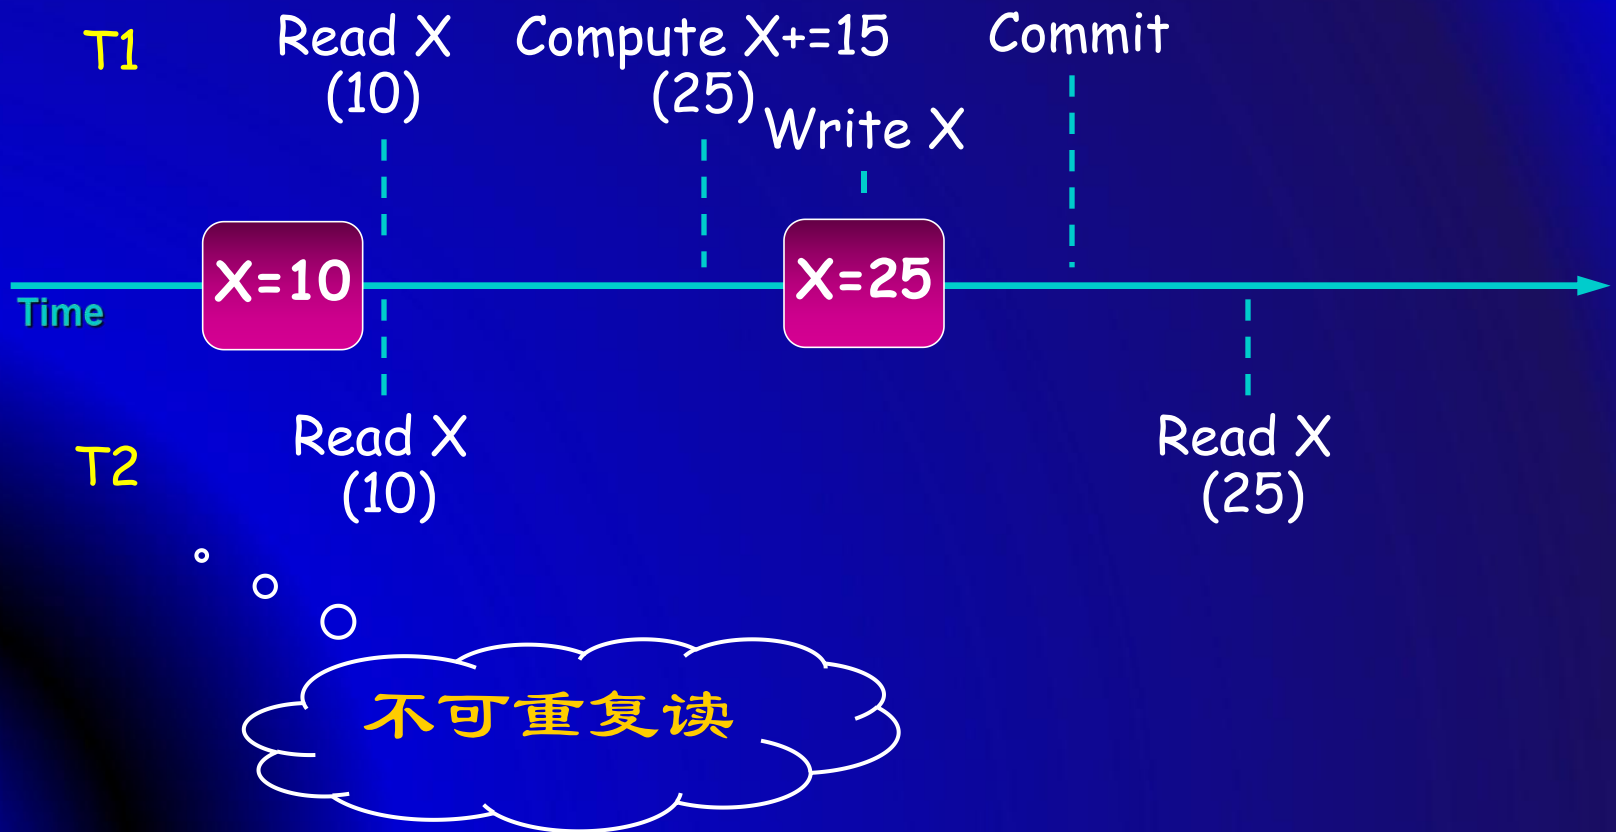 T1
Read X
(10)
Compute X+=15
(25)
Write X
Commit
X=10
X=25
Time
T2
Read X
(10)
Read X
(25)
不可重复读